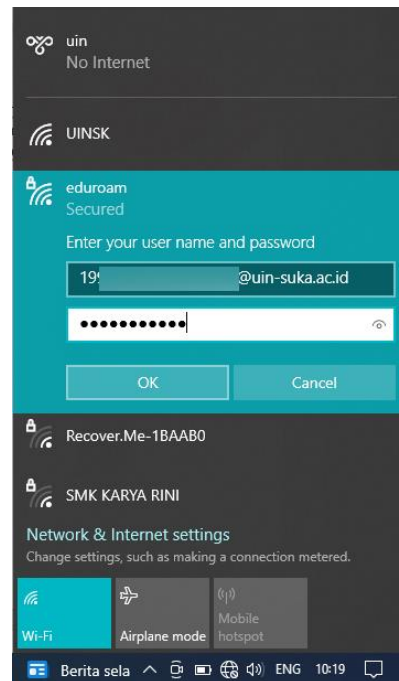 uin
No Internet
UINSK
eduroam
Secured
Enter your user name and password
19 @uin-suka.ac.id
OK Cancel
Recover.Me-1BAAB0
SMK KARYA RINI
Network & Internet settings
Change settings, such as making a connection metered.
Wi-Fi Airplane mode Mobile hotspot
Berita sela ENG 10:19